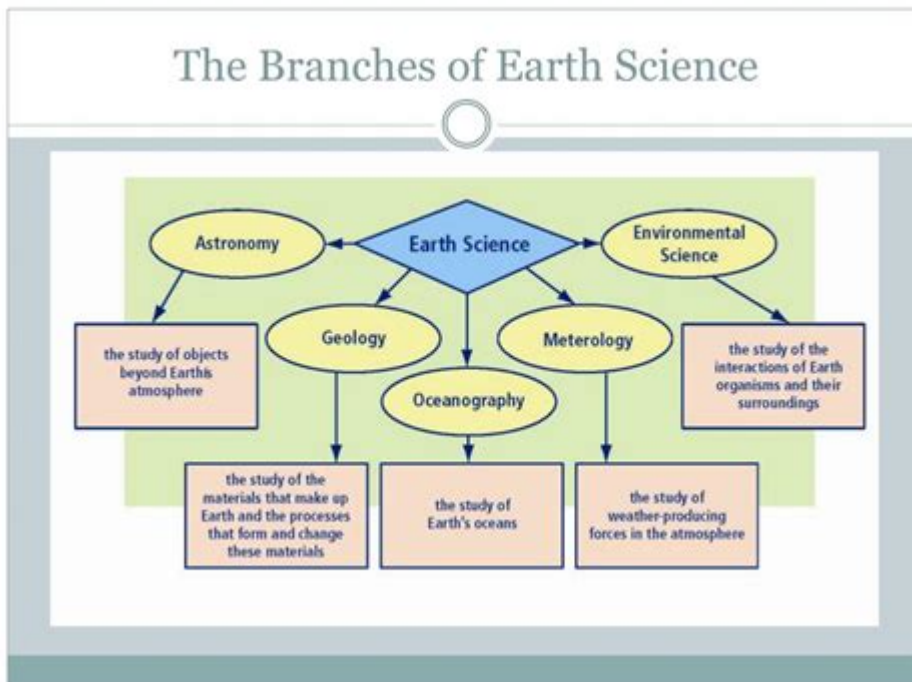 The Branches of Earth Science
Astronomy
Earth Science
Environmental
Science
Geology
Meterology
Oceanography
the study of objects
beyond Earthis
atmosphere
the study of the
interactions of Earth
organisms and their
surroundings
the study of the
materials that make up
Earth and the processes
that form and change
these materials
the study of
Earth's oceans
the study of
weather-producing
forces in the atmosphere